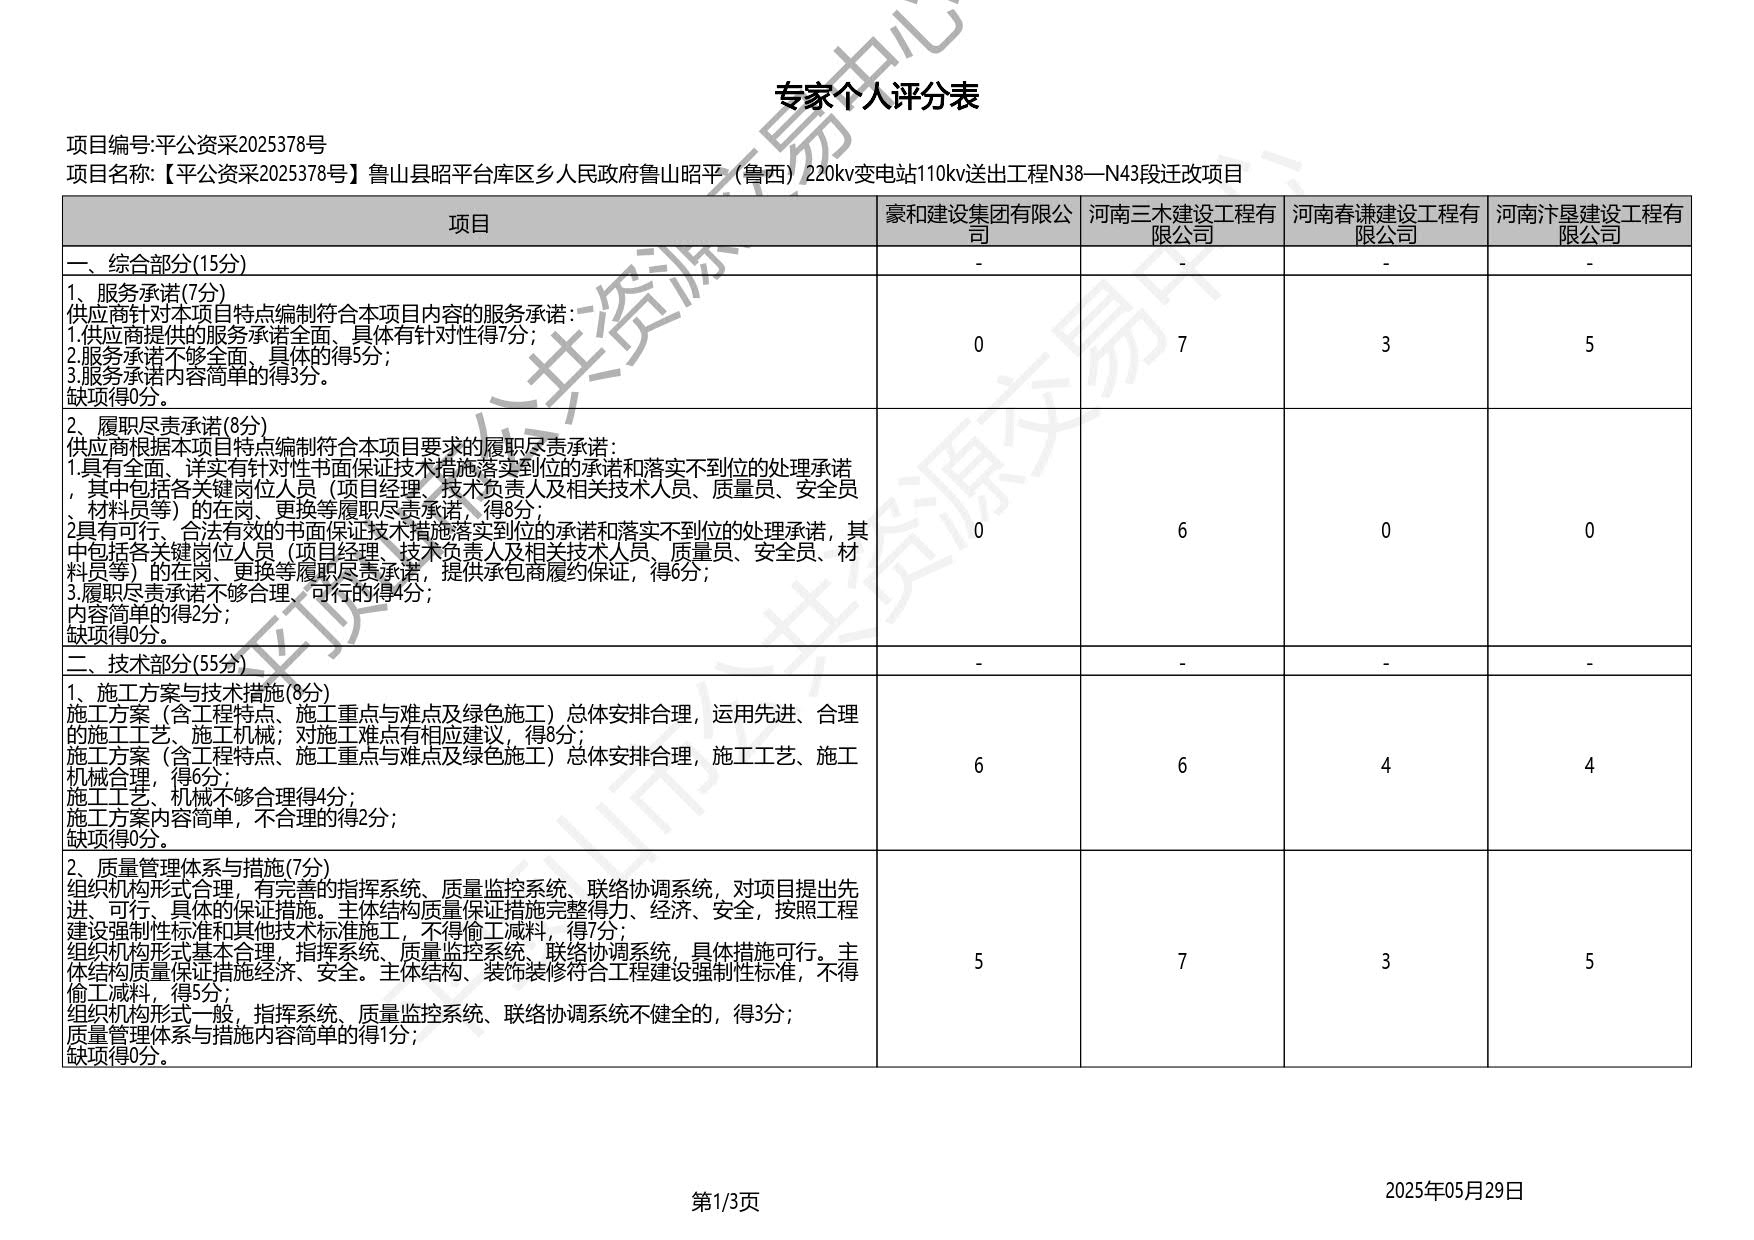 专家个人评分表
项目编号:平公资采2025378号
项目名称:【平公资采2025378号】鲁山县昭平台库区乡人民政府鲁山昭平（鲁西）220kv变电站110kv送出工程N38—N43段迁改项目
项目
豪和建设集团有限公司
河南三木建设工程有限公司
河南春谦建设工程有限公司
河南汴垦建设工程有限公司
一、综合部分(15分) - - - -
1、服务承诺(7分)
供应商针对本项目特点编制符合本项目内容的服务承诺：
1.供应商提供的服务承诺全面、具体有针对性得7分；
2.服务承诺不够全面、具体的得5分；
3.服务承诺内容简单的得3分。
缺项得0分。
0 7 3 5
2、履职尽责承诺(8分)
供应商根据本项目特点编制符合本项目要求的履职尽责承诺：
1.具有全面、详实有针对性书面保证技术措施落实到位的承诺和落实不到位的处理承诺
，其中包括各关键岗位人员（项目经理、技术负责人及相关技术人员、质量员、安全员
、材料员等）的在岗、更换等履职尽责承诺，得8分；
2具有可行、合法有效的书面保证技术措施落实到位的承诺和落实不到位的处理承诺，其
中包括各关键岗位人员（项目经理、技术负责人及相关技术人员、质量员、安全员、材
料员等）的在岗、更换等履职尽责承诺，提供承包商履约保证，得6分；
3.履职尽责承诺不够合理、可行的得4分；
内容简单的得2分；
缺项得0分。
0 6 0 0
二、技术部分(55分) - - - -
1、施工方案与技术措施(8分)
施工方案（含工程特点、施工重点与难点及绿色施工）总体安排合理，运用先进、合理
的施工工艺、施工机械；对施工难点有相应建议，得8分；
施工方案（含工程特点、施工重点与难点及绿色施工）总体安排合理，施工工艺、施工
机械合理，得6分；
施工工艺、机械不够合理得4分；
施工方案内容简单，不合理的得2分；
缺项得0分。
6 6 4 4
2、质量管理体系与措施(7分)
组织机构形式合理，有完善的指挥系统、质量监控系统、联络协调系统，对项目提出先
进、可行、具体的保证措施。主体结构质量保证措施完整得力、经济、安全，按照工程
建设强制性标准和其他技术标准施工，不得偷工减料，得7分；
组织机构形式基本合理，指挥系统、质量监控系统、联络协调系统，具体措施可行。主
体结构质量保证措施经济、安全。主体结构、装饰装修符合工程建设强制性标准，不得
偷工减料，得5分；
组织机构形式一般，指挥系统、质量监控系统、联络协调系统不健全的，得3分；
质量管理体系与措施内容简单的得1分；
缺项得0分。
5 7 3 5
第1/3页
2025年05月29日
平顶山市公共资源交易中心
平顶山市公共资源交易中心